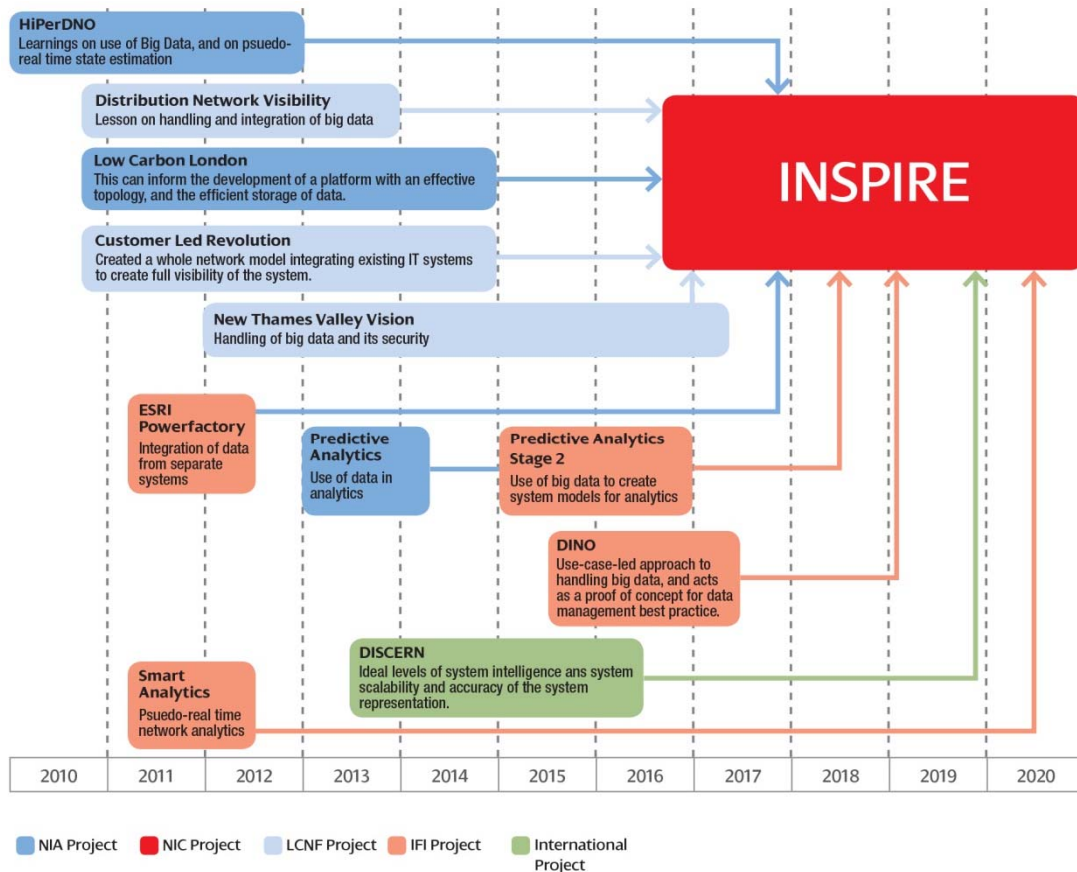 HiPerDNO
Learnings on use of Big Data, and on psuedo-
real time state estimation
Distribution Network Visibility
Lesson on handling and integration of big data
Low Carbon London
This can inform the development of a platform with an effective
topology, and the efficient storage of data.
INSPIRE
Customer Led Revolution
Created a whole network model integrating existing IT systems
to create full visibility of the system.
New Thames Valley Vision
Handling of big data and its security
ESRI
Powerfactory
Integration of data
from separate
systems
Predictive
Analytics
Use of data in
analytics
Predictive Analytics
Stage 2
Use of big data to create
system models for analytics
DINO
Use-case-led approach to
handling big data, and acts
as a proof of concept for data
management best practice.
DISCERN
Ideal levels of system intelligence ans system
scalability and accuracy of the system
representation.
Smart
Analytics
Psuedo-real time
network analytics
2010 2011 2012 2013 2014 2015 2016 2017 2018 2019 2020
NIA Project NIC Project LCNF Project IFI Project International
Project